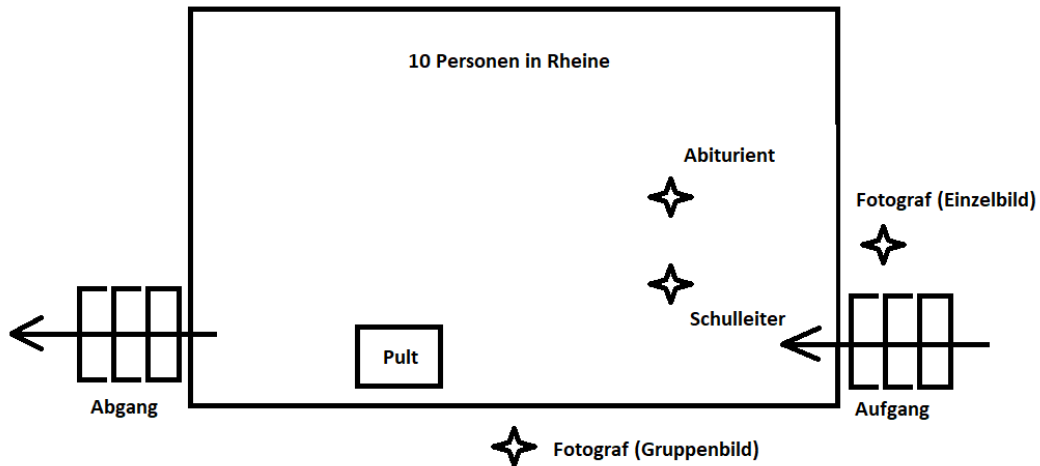 10 Personen in Rheine
Abiturient
Fotograf (Einzelbild)
Schulleiter
Pult
Abgang
Aufgang
Fotograf (Gruppenbild)